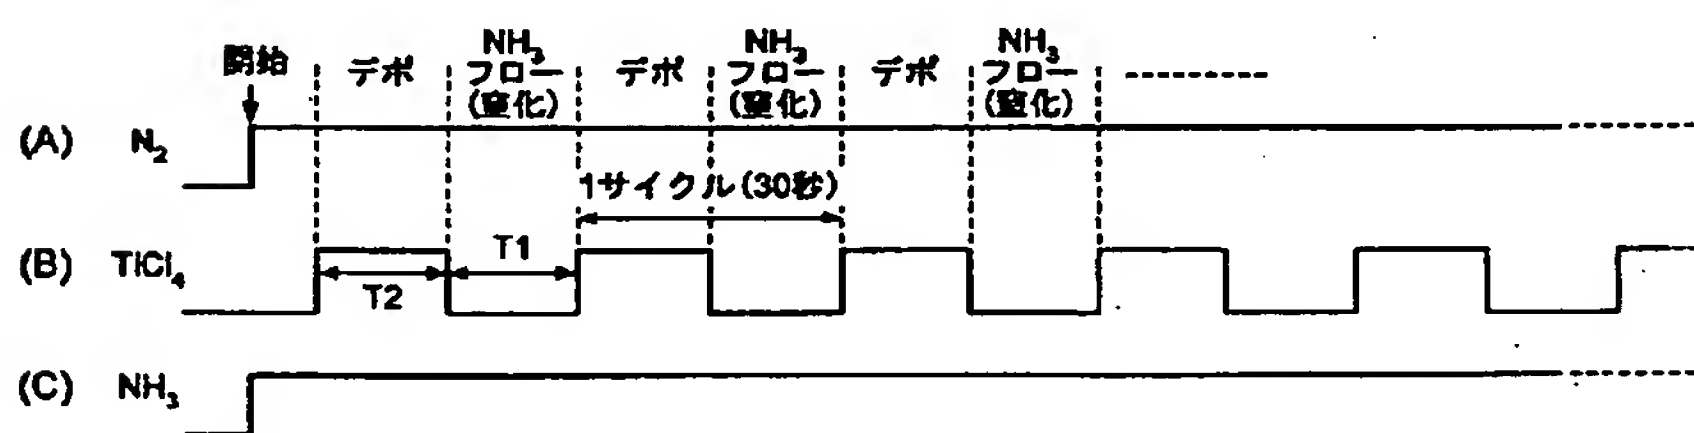 開始
デポ
NH3
フロー
(窒化)
デポ
NH3
フロー
(窒化)
デポ
NH3
フロー
(窒化)
(A) N2
1サイクル(30秒)
(B) TiCl4
T1
T2
(C) NH3